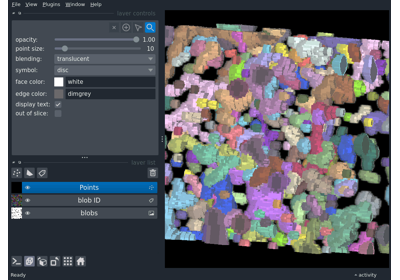 File View Plugins Window Help
layer controls
opacity: 1.00
point size: 10
blending: translucent
symbol: disc
face color: white
edge color: dimgrey
display text:
out of slice:
layer list
Points
blob ID
blobs
Ready
activity